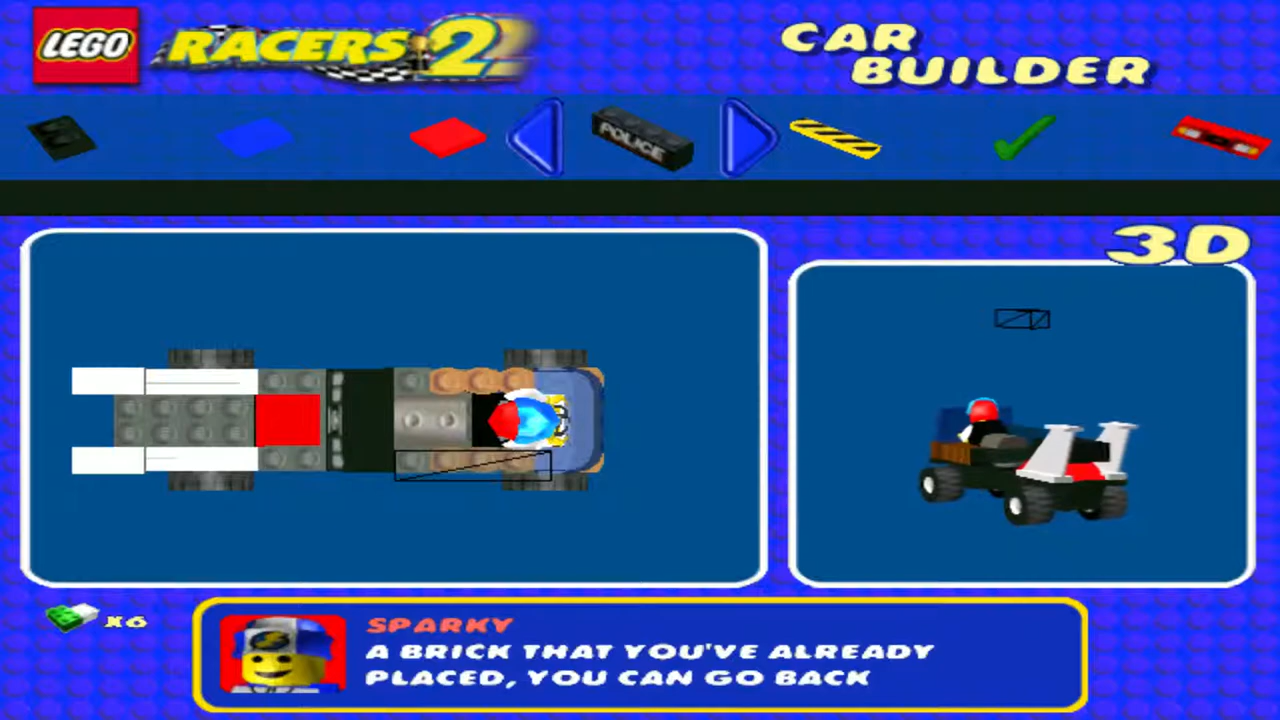 LEGO
RACERS 2
CAR
BUILDER
POLICE
3D
X6
SPARKY
A BRICK THAT YOU'VE ALREADY
PLACED, YOU CAN GO BACK